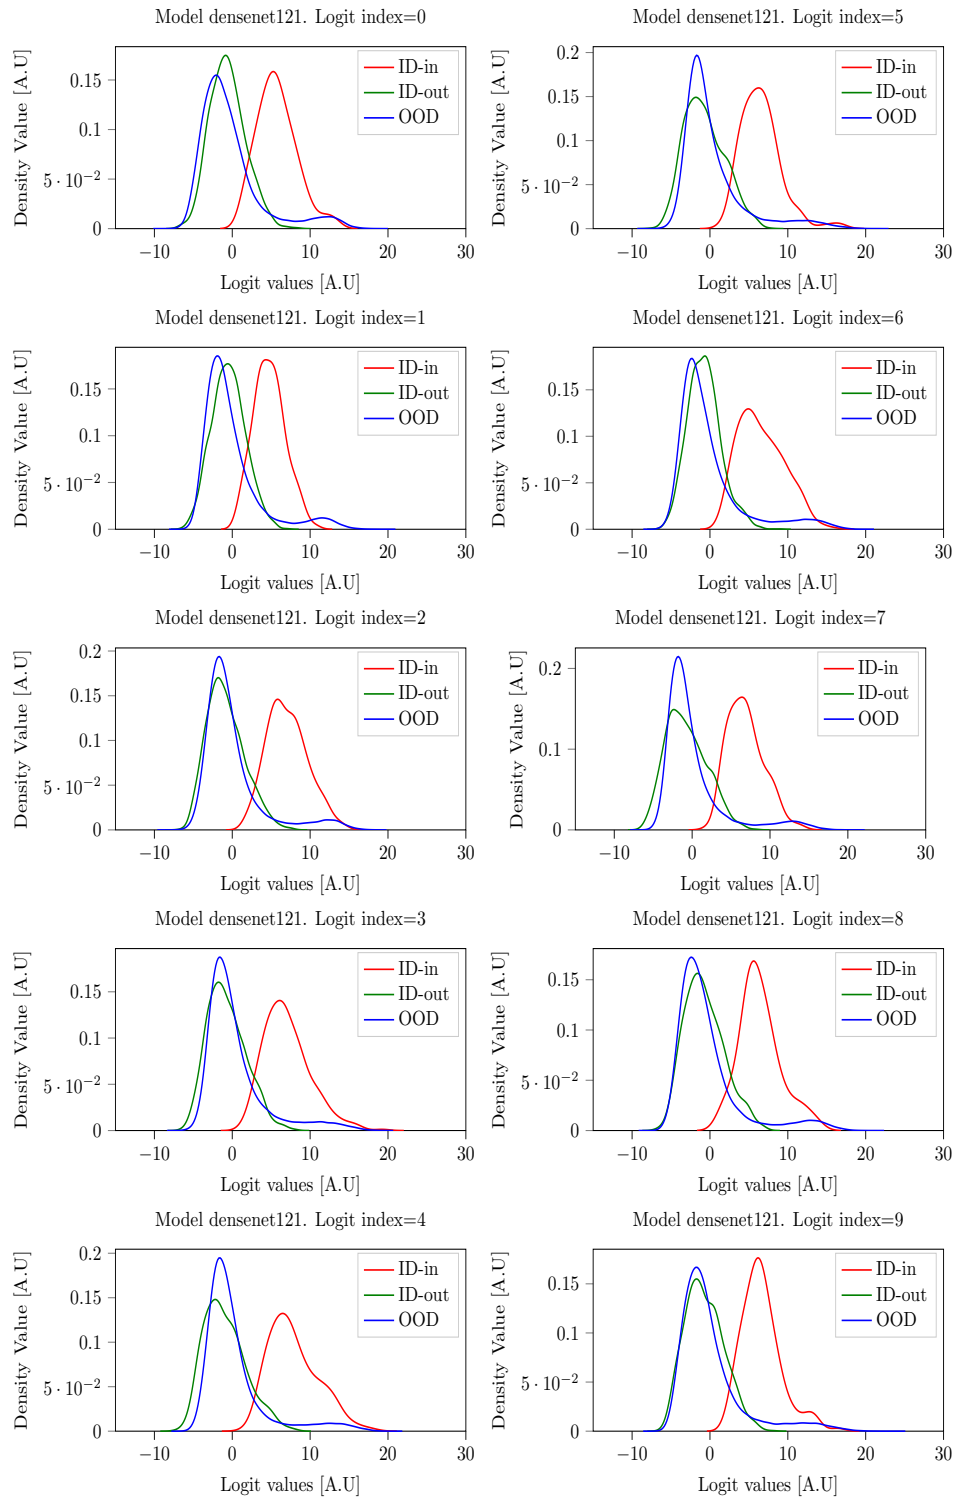 Model densenet121. Logit index=0
Density Value [A.U]
0.15
0.1
5 · 10⁻²
0
−10 0 10 20 30
Logit values [A.U]
ID-in
ID-out
OOD
Model densenet121. Logit index=5
Density Value [A.U]
0.2
0.15
0.1
5 · 10⁻²
0
−10 0 10 20 30
Logit values [A.U]
ID-in
ID-out
OOD
Model densenet121. Logit index=1
Density Value [A.U]
0.15
0.1
5 · 10⁻²
0
−10 0 10 20 30
Logit values [A.U]
ID-in
ID-out
OOD
Model densenet121. Logit index=6
Density Value [A.U]
0.15
0.1
5 · 10⁻²
0
−10 0 10 20 30
Logit values [A.U]
ID-in
ID-out
OOD
Model densenet121. Logit index=2
Density Value [A.U]
0.2
0.15
0.1
5 · 10⁻²
0
−10 0 10 20 30
Logit values [A.U]
ID-in
ID-out
OOD
Model densenet121. Logit index=7
Density Value [A.U]
0.2
0.1
0
−10 0 10 20 30
Logit values [A.U]
ID-in
ID-out
OOD
Model densenet121. Logit index=3
Density Value [A.U]
0.15
0.1
5 · 10⁻²
0
−10 0 10 20 30
Logit values [A.U]
ID-in
ID-out
OOD
Model densenet121. Logit index=8
Density Value [A.U]
0.15
0.1
5 · 10⁻²
0
−10 0 10 20 30
Logit values [A.U]
ID-in
ID-out
OOD
Model densenet121. Logit index=4
Density Value [A.U]
0.2
0.15
0.1
5 · 10⁻²
0
−10 0 10 20 30
Logit values [A.U]
ID-in
ID-out
OOD
Model densenet121. Logit index=9
Density Value [A.U]
0.15
0.1
5 · 10⁻²
0
−10 0 10 20 30
Logit values [A.U]
ID-in
ID-out
OOD